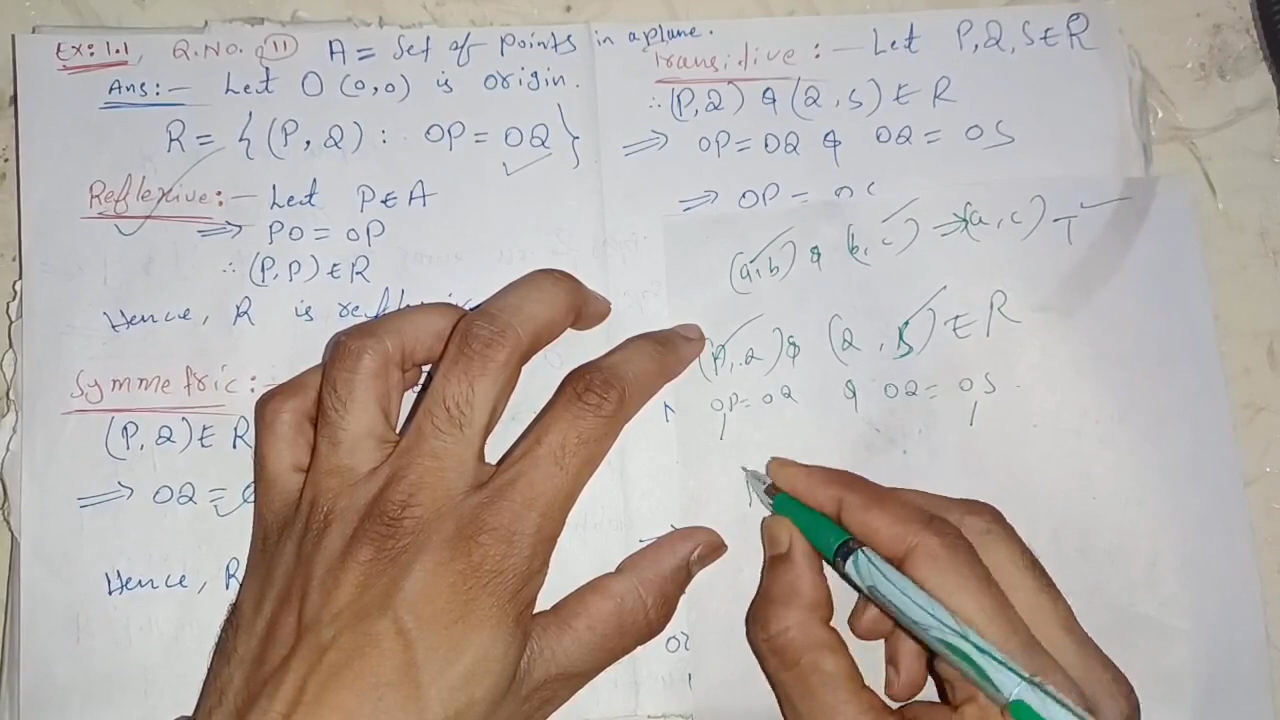 Ex: 1.1, Q.No. 11 A = Set of Points in a plane.
Ans:- Let O (0,0) is origin.
R = {(P, Q) : OP = OQ}
Reflexive:- Let P ∈ A
⇒ PO = OP
∴ (P, P) ∈ R
Hence, R is reflexive
Symmetric:-
(P, Q) ∈ R
⇒ OQ =
Hence, R
Transitive:- Let P, Q, S ∈ R
∴ (P, Q) & (Q, S) ∈ R
⇒ OP = OQ & OQ = OS
⇒ OP =
(a, b) & (b, c) ⇒ (a, c) T
(P, Q) & (Q, S) ∈ R
OP = OQ & OQ = OS